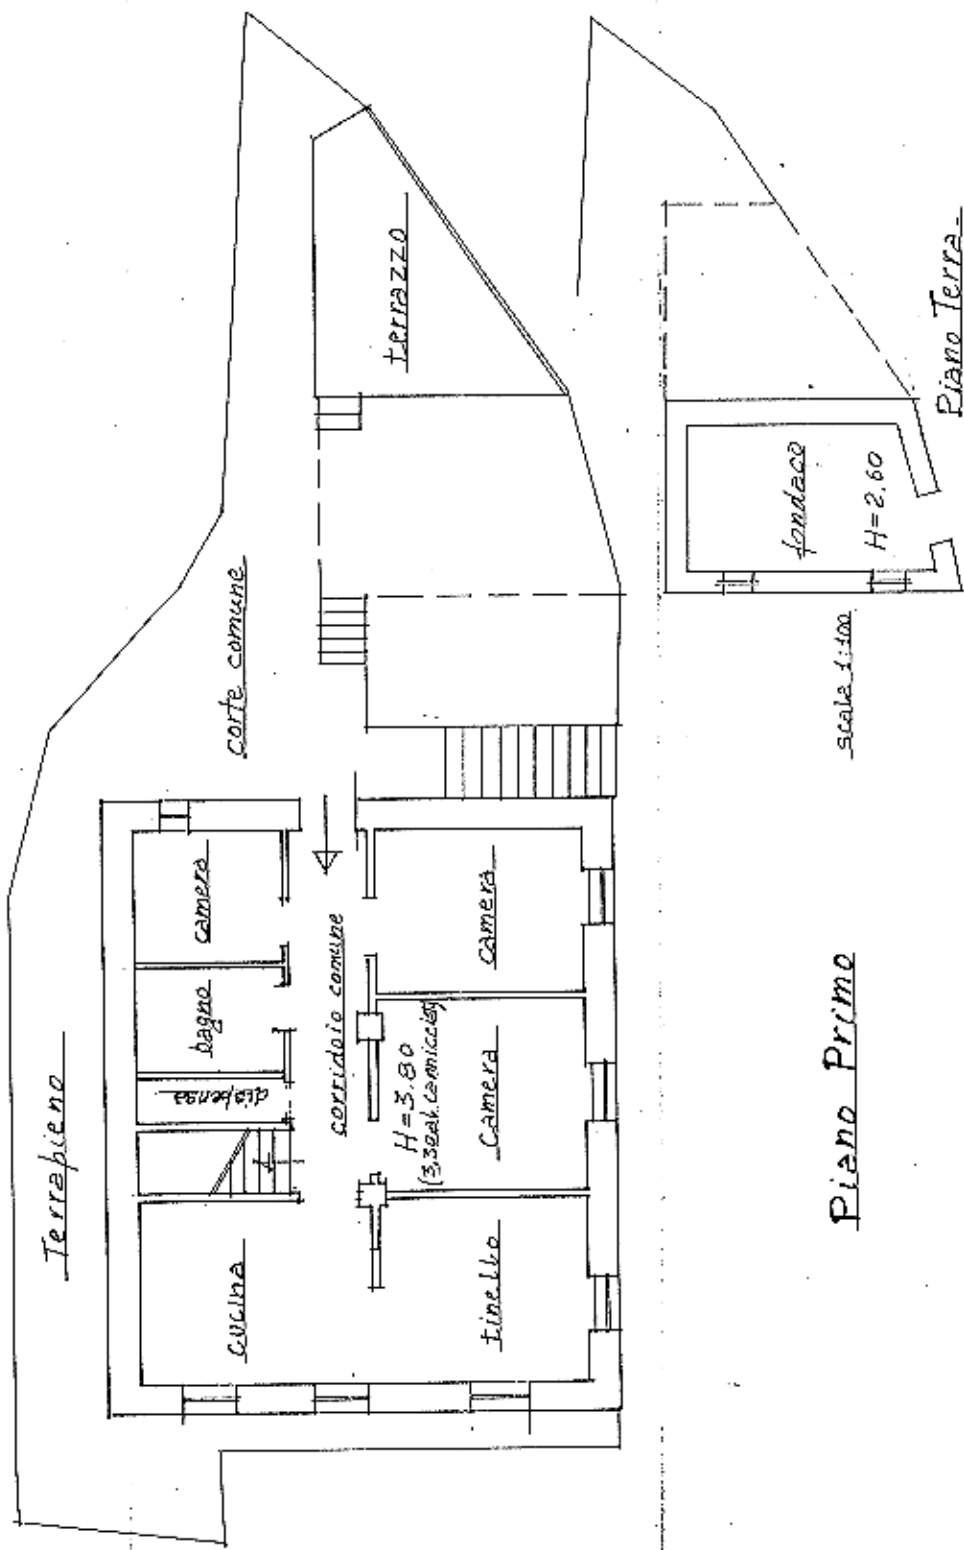 Terrapieno
corte comune
terrazzo
camera
bagno
dispensa
cucina
corridoio comune
H=3.80
camera
Camera
tinello
Piano Primo
fondaco
H=2.60
scala 1:100
Piano Terra-